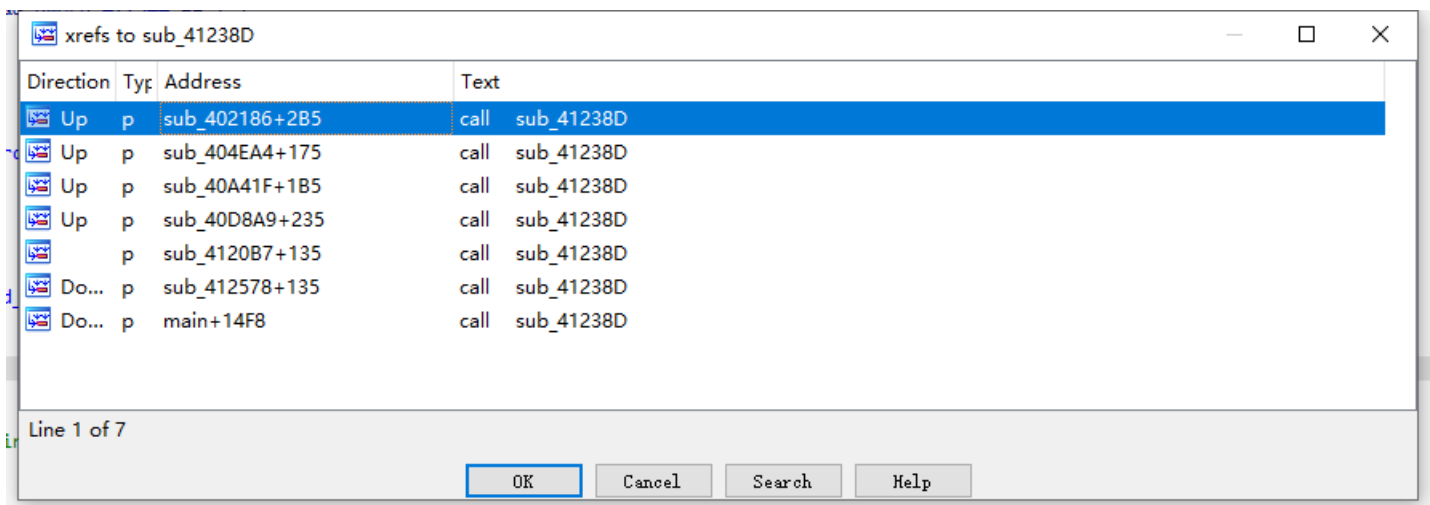 xrefs to sub_41238D
Direction Typ Address Text
Up p sub_402186+2B5 call sub_41238D
Up p sub_404EA4+175 call sub_41238D
Up p sub_40A41F+1B5 call sub_41238D
Up p sub_40D8A9+235 call sub_41238D
p sub_4120B7+135 call sub_41238D
Do... p sub_412578+135 call sub_41238D
Do... p main+14F8 call sub_41238D
Line 1 of 7
OK Cancel Search Help